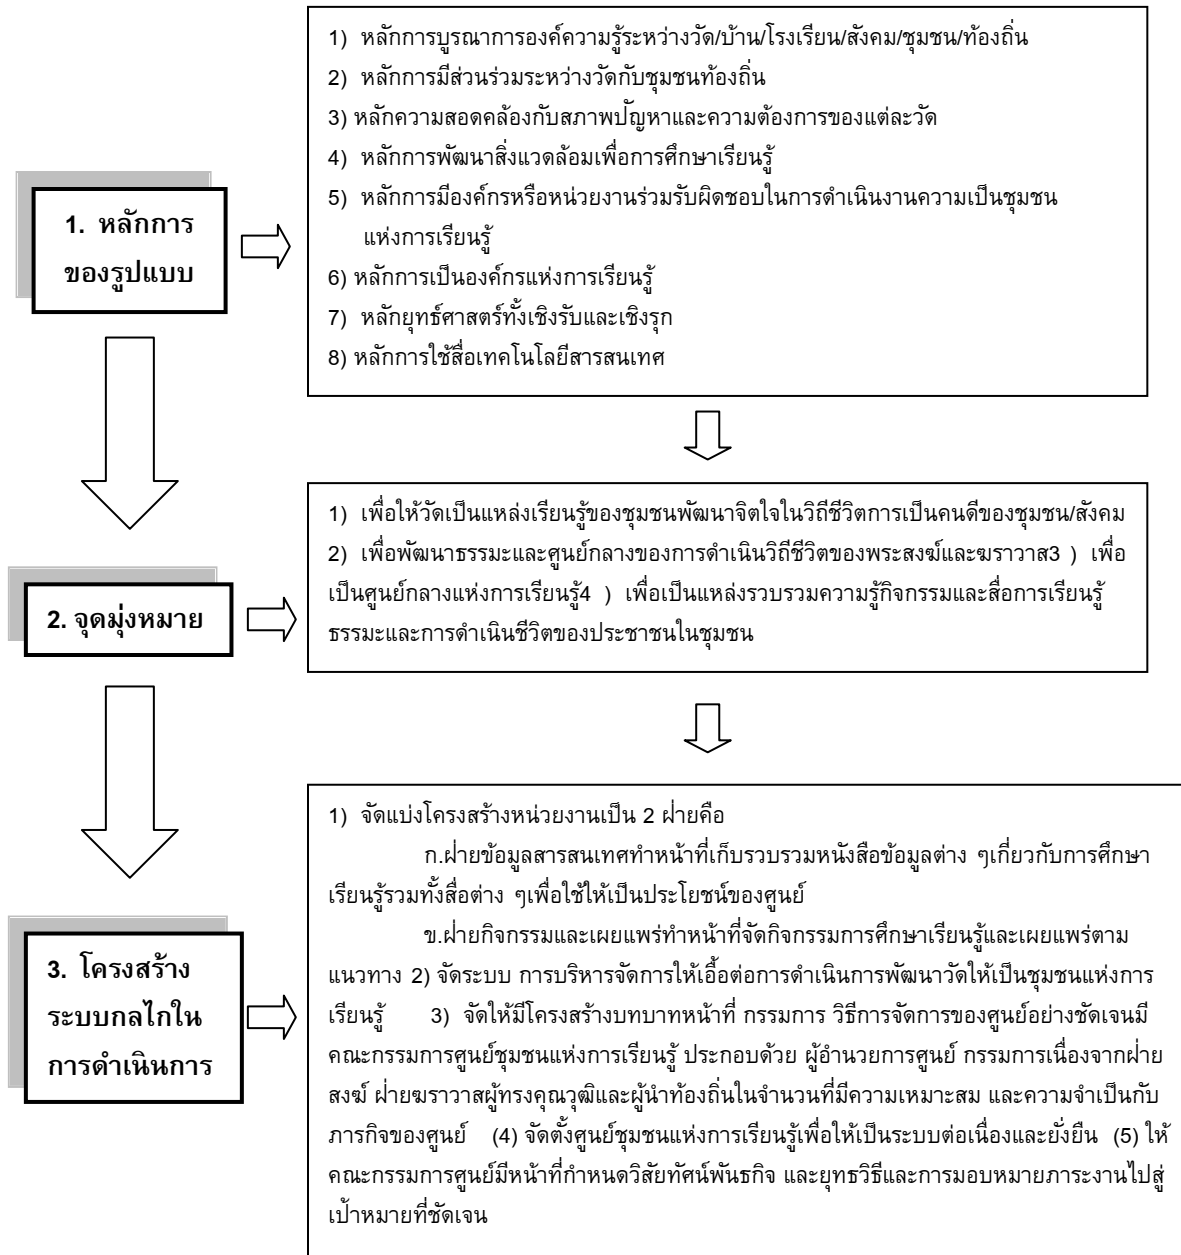 1. หลักการ
ของรูปแบบ
1) หลักการบูรณาการองค์ความรู้ระหว่างวัด/บ้าน/โรงเรียน/สังคม/ชุมชน/ท้องถิ่น
2) หลักการมีส่วนร่วมระหว่างวัดกับชุมชนท้องถิ่น
3) หลักความสอดคล้องกับสภาพปัญหาและความต้องการของแต่ละวัด
4) หลักการพัฒนาสิ่งแวดล้อมเพื่อการศึกษาเรียนรู้
5) หลักการมีองค์กรหรือหน่วยงานร่วมรับผิดชอบในการดำเนินงานความเป็นชุมชน
แห่งการเรียนรู้
6) หลักการเป็นองค์กรแห่งการเรียนรู้
7) หลักยุทธ์ศาสตร์ทั้งเชิงรับและเชิงรุก
8) หลักการใช้สื่อเทคโนโลยีสารสนเทศ
2. จุดมุ่งหมาย
1) เพื่อให้วัดเป็นแหล่งเรียนรู้ของชุมชนพัฒนาจิตใจในวิถีชีวิตการเป็นคนดีของชุมชน/สังคม
2) เพื่อพัฒนาธรรมะและศูนย์กลางของการดำเนินวิถีชีวิตของพระสงฆ์และฆราวาส3 ) เพื่อ
เป็นศูนย์กลางแห่งการเรียนรู้4 ) เพื่อเป็นแหล่งรวบรวมความรู้กิจกรรมและสื่อการเรียนรู้
ธรรมะและการดำเนินชีวิตของประชาชนในชุมชน
3. โครงสร้าง
ระบบกลไกใน
การดำเนินการ
1) จัดแบ่งโครงสร้างหน่วยงานเป็น 2 ฝ่ายคือ
ก.ฝ่ายข้อมูลสารสนเทศทำหน้าที่เก็บรวบรวมหนังสือข้อมูลต่าง ๆเกี่ยวกับการศึกษา
เรียนรู้รวมทั้งสื่อต่าง ๆเพื่อใช้ให้เป็นประโยชน์ของศูนย์
ข.ฝ่ายกิจกรรมและเผยแพร่ทำหน้าที่จัดกิจกรรมการศึกษาเรียนรู้และเผยแพร่ตาม
แนวทาง 2) จัดระบบ การบริหารจัดการให้เอื้อต่อการดำเนินการพัฒนาวัดให้เป็นชุมชนแห่งการ
เรียนรู้ 3) จัดให้มีโครงสร้างบทบาทหน้าที่ กรรมการ วิธีการจัดการของศูนย์อย่างชัดเจนมี
คณะกรรมการศูนย์ชุมชนแห่งการเรียนรู้ ประกอบด้วย ผู้อำนวยการศูนย์ กรรมการเนื่องจากฝ่าย
สงฆ์ ฝ่ายฆราวาสผู้ทรงคุณวุฒิและผู้นำท้องถิ่นในจำนวนที่มีความเหมาะสม และความจำเป็นกับ
ภารกิจของศูนย์ (4) จัดตั้งศูนย์ชุมชนแห่งการเรียนรู้เพื่อให้เป็นระบบต่อเนื่องและยั่งยืน (5) ให้
คณะกรรมการศูนย์มีหน้าที่กำหนดวิสัยทัศน์พันธกิจ และยุทธวิธีและการมอบหมายภาระงานไปสู่
เป้าหมายที่ชัดเจน